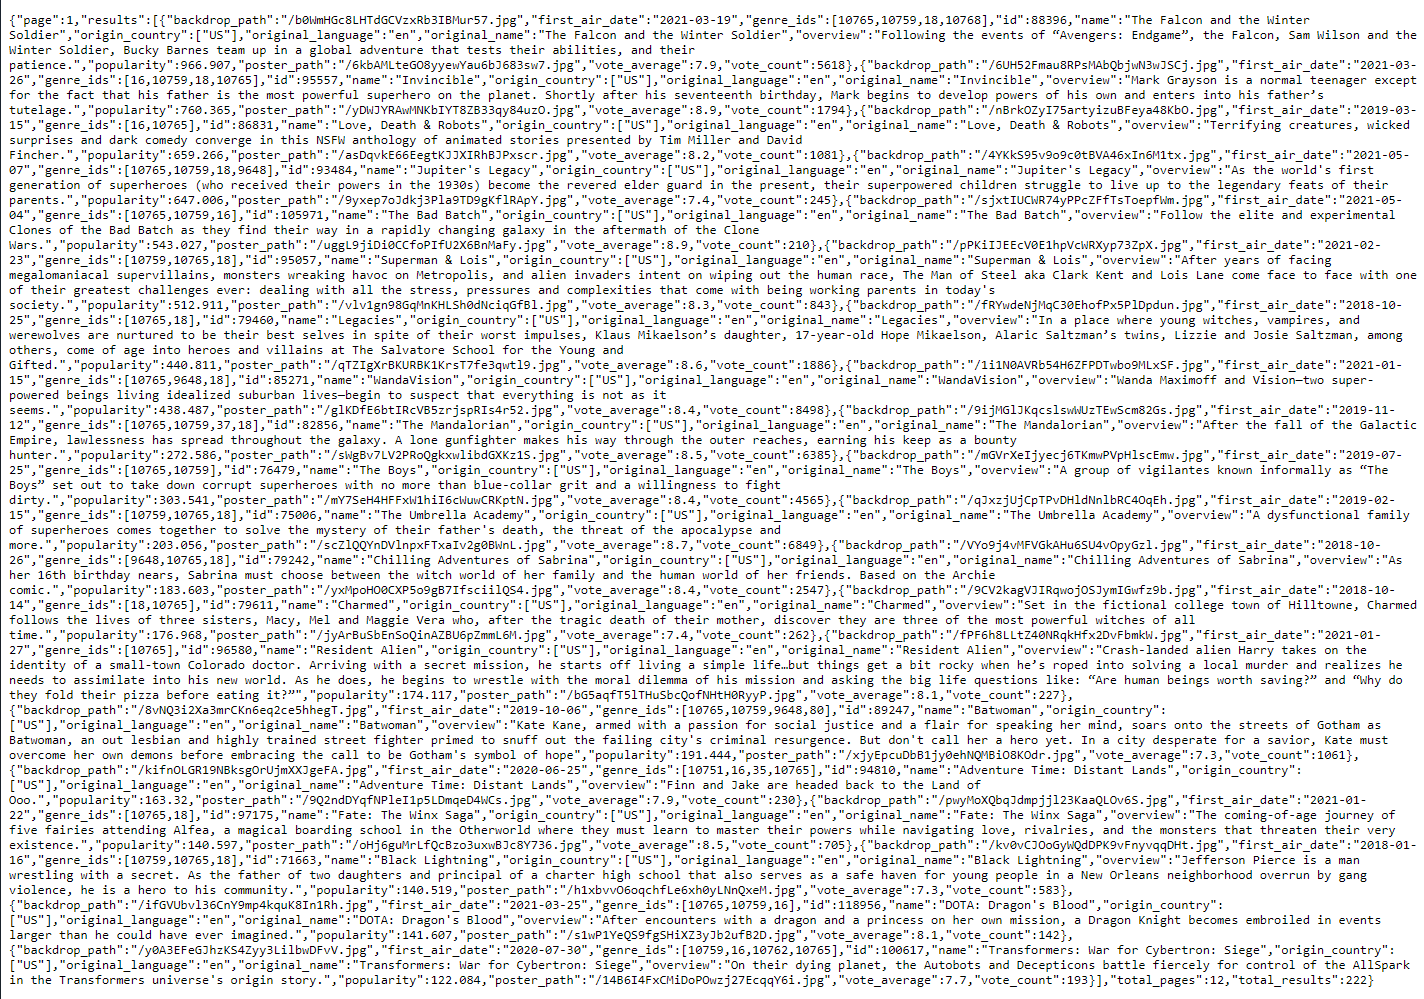 {"page":1,"results":[{"backdrop_path":"/b0WmHGc8LHTdGCVzxRb3IBMur57.jpg","first_air_date":"2021-03-19","genre_ids":[10765,10759,18,10768],"id":88396,"name":"The Falcon and the Winter
Soldier","origin_country":["US"],"original_language":"en","original_name":"The Falcon and the Winter Soldier","overview":"Following the events of “Avengers: Endgame”, the Falcon, Sam Wilson and the
Winter Soldier, Bucky Barnes team up in a global adventure that tests their abilities, and their
patience.","popularity":966.907,"poster_path":"/6kbAMLteGO8yyewYau6bJ683sw7.jpg","vote_average":7.9,"vote_count":5618},{"backdrop_path":"/6UH52Fmau8RPsMAbQbjwN3wJSCj.jpg","first_air_date":"2021-03-
26","genre_ids":[16,10759,18,10765],"id":95557,"name":"Invincible","origin_country":["US"],"original_language":"en","original_name":"Invincible","overview":"Mark Grayson is a normal teenager except
for the fact that his father is the most powerful superhero on the planet. Shortly after his seventeenth birthday, Mark begins to develop powers of his own and enters into his father’s
tutelage.","popularity":760.365,"poster_path":"/yDWJYRAwMNKbIYT8ZB33qy84uzO.jpg","vote_average":8.9,"vote_count":1794},{"backdrop_path":"/nBrkOZyI75artyizuBFeya48KbO.jpg","first_air_date":"2019-03-
15","genre_ids":[16,10765],"id":86831,"name":"Love, Death & Robots","origin_country":["US"],"original_language":"en","original_name":"Love, Death & Robots","overview":"Terrifying creatures, wicked
surprises and dark comedy converge in this NSFW anthology of animated stories presented by Tim Miller and David
Fincher.","popularity":659.266,"poster_path":"/asDqvkE66EegtKJJXIRhBJPxscr.jpg","vote_average":8.2,"vote_count":1081},{"backdrop_path":"/4YKkS95v9o9c0tBVA46xIn6M1tx.jpg","first_air_date":"2021-05-
07","genre_ids":[10765,10759,18,9648],"id":93484,"name":"Jupiter's Legacy","origin_country":["US"],"original_language":"en","original_name":"Jupiter's Legacy","overview":"As the world's first
generation of superheroes (who received their powers in the 1930s) become the revered elder guard in the present, their superpowered children struggle to live up to the legendary feats of their
parents.","popularity":647.006,"poster_path":"/9yxep7oJdkj3Pla9TD9gKflRApY.jpg","vote_average":7.4,"vote_count":245},{"backdrop_path":"/sjxtIUCWR74yPPcZFfTsToepfWm.jpg","first_air_date":"2021-05-
04","genre_ids":[10765,10759,16],"id":105971,"name":"The Bad Batch","origin_country":["US"],"original_language":"en","original_name":"The Bad Batch","overview":"Follow the elite and experimental
Clones of the Bad Batch as they find their way in a rapidly changing galaxy in the aftermath of the Clone
Wars.","popularity":543.027,"poster_path":"/uggL9jiDi0CCfoPIfU2X6BnMaFy.jpg","vote_average":8.9,"vote_count":210},{"backdrop_path":"/pPKiIJEEcV0E1hpVcWRXyp73ZpX.jpg","first_air_date":"2021-02-
23","genre_ids":[10759,10765,18],"id":95057,"name":"Superman & Lois","origin_country":["US"],"original_language":"en","original_name":"Superman & Lois","overview":"After years of facing
megalomaniacal supervillains, monsters wreaking havoc on Metropolis, and alien invaders intent on wiping out the human race, The Man of Steel aka Clark Kent and Lois Lane come face to face with one
of their greatest challenges ever: dealing with all the stress, pressures and complexities that come with being working parents in today's
society.","popularity":512.911,"poster_path":"/vlv1gn98GqMnKHLSh0dNciqGfBl.jpg","vote_average":8.3,"vote_count":843},{"backdrop_path":"/fRYwdeNjMqC30EhofPx5PlDpdun.jpg","first_air_date":"2018-10-
25","genre_ids":[10765,18],"id":79460,"name":"Legacies","origin_country":["US"],"original_language":"en","original_name":"Legacies","overview":"In a place where young witches, vampires, and
werewolves are nurtured to be their best selves in spite of their worst impulses, Klaus Mikaelson’s daughter, 17-year-old Hope Mikaelson, Alaric Saltzman’s twins, Lizzie and Josie Saltzman, among
others, come of age into heroes and villains at The Salvatore School for the Young and
Gifted.","popularity":440.811,"poster_path":"/qTZIgXrBKURBK1KrsT7fe3qwtl9.jpg","vote_average":8.6,"vote_count":1886},{"backdrop_path":"/1i1N0AVRb54H6ZFPDTwbo9MLxSF.jpg","first_air_date":"2021-01-
15","genre_ids":[10765,9648,18],"id":85271,"name":"WandaVision","origin_country":["US"],"original_language":"en","original_name":"WandaVision","overview":"Wanda Maximoff and Vision—two super-
powered beings living idealized suburban lives—begin to suspect that everything is not as it
seems.","popularity":438.487,"poster_path":"/glKDfE6btIRcVB5zrjspRIs4r52.jpg","vote_average":8.4,"vote_count":8498},{"backdrop_path":"/9ijMGlJKqcslswWUzTEwScm82Gs.jpg","first_air_date":"2019-11-
12","genre_ids":[10765,10759,37,18],"id":82856,"name":"The Mandalorian","origin_country":["US"],"original_language":"en","original_name":"The Mandalorian","overview":"After the fall of the Galactic
Empire, lawlessness has spread throughout the galaxy. A lone gunfighter makes his way through the outer reaches, earning his keep as a bounty
hunter.","popularity":272.586,"poster_path":"/sWgBv7LV2PRoQgkxwlibdGXKz1S.jpg","vote_average":8.5,"vote_count":6385},{"backdrop_path":"/mGVrXeIjyecj6TKmwPVpHlscEmw.jpg","first_air_date":"2019-07-
25","genre_ids":[10765,10759],"id":76479,"name":"The Boys","origin_country":["US"],"original_language":"en","original_name":"The Boys","overview":"A group of vigilantes known informally as “The
Boys” set out to take down corrupt superheroes with no more than blue-collar grit and a willingness to fight
dirty.","popularity":303.541,"poster_path":"/mY7SeH4HFFxW1hiI6cWuwCRKptN.jpg","vote_average":8.4,"vote_count":4565},{"backdrop_path":"/qJxzjUjCpTPvDHldNnlbRC4OqEh.jpg","first_air_date":"2019-02-
15","genre_ids":[10759,10765,18],"id":75006,"name":"The Umbrella Academy","origin_country":["US"],"original_language":"en","original_name":"The Umbrella Academy","overview":"A dysfunctional family
of superheroes comes together to solve the mystery of their father's death, the threat of the apocalypse and
more.","popularity":203.056,"poster_path":"/scZlQQYnDVlnpxFTxaIv2g0BWnL.jpg","vote_average":8.7,"vote_count":6849},{"backdrop_path":"/VYo9j4vMFVGkAHu6SU4vOpyGzl.jpg","first_air_date":"2018-10-
26","genre_ids":[9648,10765,18],"id":79242,"name":"Chilling Adventures of Sabrina","origin_country":["US"],"original_language":"en","original_name":"Chilling Adventures of Sabrina","overview":"As
her 16th birthday nears, Sabrina must choose between the witch world of her family and the human world of her friends. Based on the Archie
comic.","popularity":183.603,"poster_path":"/yxMpoHO0CXP5o9gB7IfsciilQS4.jpg","vote_average":8.4,"vote_count":2547},{"backdrop_path":"/9CV2kagVJIRqwojOSJymIGwfz9b.jpg","first_air_date":"2018-10-
14","genre_ids":[18,10765],"id":79611,"name":"Charmed","origin_country":["US"],"original_language":"en","original_name":"Charmed","overview":"Set in the fictional college town of Hilltowne, Charmed
follows the lives of three sisters, Macy, Mel and Maggie Vera who, after the tragic death of their mother, discover they are three of the most powerful witches of all
time.","popularity":176.968,"poster_path":"/jyArBuSbEnSoQinAZBU6pZmmL6M.jpg","vote_average":7.4,"vote_count":262},{"backdrop_path":"/fPF6h8LLtZ40NRqkHfx2DvFbmkW.jpg","first_air_date":"2021-01-
27","genre_ids":[10765],"id":96580,"name":"Resident Alien","origin_country":["US"],"original_language":"en","original_name":"Resident Alien","overview":"Crash-landed alien Harry takes on the
identity of a small-town Colorado doctor. Arriving with a secret mission, he starts off living a simple life…but things get a bit rocky when he’s roped into solving a local murder and realizes he
needs to assimilate into his new world. As he does, he begins to wrestle with the moral dilemma of his mission and asking the big life questions like: “Are human beings worth saving?” and “Why do
they fold their pizza before eating it?”","popularity":174.117,"poster_path":"/bG5aqfT5lTHuSbcQofNHtH0RyyP.jpg","vote_average":8.1,"vote_count":227},
{"backdrop_path":"/8vNQ3i2Xa3mrCKn6eq2ce5hhegT.jpg","first_air_date":"2019-10-06","genre_ids":[10765,10759,9648,80],"id":89247,"name":"Batwoman","origin_country":
["US"],"original_language":"en","original_name":"Batwoman","overview":"Kate Kane, armed with a passion for social justice and a flair for speaking her mind, soars onto the streets of Gotham as
Batwoman, an out lesbian and highly trained street fighter primed to snuff out the failing city's criminal resurgence. But don't call her a hero yet. In a city desperate for a savior, Kate must
overcome her own demons before embracing the call to be Gotham's symbol of hope","popularity":191.444,"poster_path":"/xjyEpcuDbB1jy0ehNQMBiO8KOdr.jpg","vote_average":7.3,"vote_count":1061},
{"backdrop_path":"/kifnOLGR19NBksgOrUjmXXJgeFA.jpg","first_air_date":"2020-06-25","genre_ids":[10751,16,35,10765],"id":94810,"name":"Adventure Time: Distant Lands","origin_country":
["US"],"original_language":"en","original_name":"Adventure Time: Distant Lands","overview":"Finn and Jake are headed back to the Land of
Ooo.","popularity":163.32,"poster_path":"/9Q2ndDYqfNPleI1p5LDmqeD4WCs.jpg","vote_average":7.9,"vote_count":230},{"backdrop_path":"/pwyMoXQbqJdmpjjl23KaaQLOv6S.jpg","first_air_date":"2021-01-
22","genre_ids":[10765,18],"id":97175,"name":"Fate: The Winx Saga","origin_country":["US"],"original_language":"en","original_name":"Fate: The Winx Saga","overview":"The coming-of-age journey of
five fairies attending Alfea, a magical boarding school in the Otherworld where they must learn to master their powers while navigating love, rivalries, and the monsters that threaten their very
existence.","popularity":140.597,"poster_path":"/oHj6guMrLfQcBzo3uxwBJc8Y736.jpg","vote_average":8.5,"vote_count":705},{"backdrop_path":"/kv0vCJOoGyWQdDPK9vFnyvqqDHt.jpg","first_air_date":"2018-01-
16","genre_ids":[10759,10765,18],"id":71663,"name":"Black Lightning","origin_country":["US"],"original_language":"en","original_name":"Black Lightning","overview":"Jefferson Pierce is a man
wrestling with a secret. As the father of two daughters and principal of a charter high school that also serves as a safe haven for young people in a New Orleans neighborhood overrun by gang
violence, he is a hero to his community.","popularity":140.519,"poster_path":"/h1xbvvO6oqchfLe6xh0yLNnQxeM.jpg","vote_average":7.3,"vote_count":583},
{"backdrop_path":"/ifGVUbvl36CnY9mp4kquK8In1Rh.jpg","first_air_date":"2021-03-25","genre_ids":[10765,10759,16],"id":118956,"name":"DOTA: Dragon's Blood","origin_country":
["US"],"original_language":"en","original_name":"DOTA: Dragon's Blood","overview":"After encounters with a dragon and a princess on her own mission, a Dragon Knight becomes embroiled in events
larger than he could have ever imagined.","popularity":141.607,"poster_path":"/s1wP1YeQS9fgSHiXZ3yJb2ufB2D.jpg","vote_average":8.1,"vote_count":142},
{"backdrop_path":"/y0A3EFeGJhzKS4Zyy3LilbwDFvV.jpg","first_air_date":"2020-07-30","genre_ids":[10759,16,10762,10765],"id":100617,"name":"Transformers: War for Cybertron: Siege","origin_country":
["US"],"original_language":"en","original_name":"Transformers: War for Cybertron: Siege","overview":"On their dying planet, the Autobots and Decepticons battle fiercely for control of the AllSpark
in the Transformers universe's origin story.","popularity":122.084,"poster_path":"/14B6I4FxCMiDoPOwzj27EcqqY6i.jpg","vote_average":7.7,"vote_count":193}],"total_pages":12,"total_results":222}